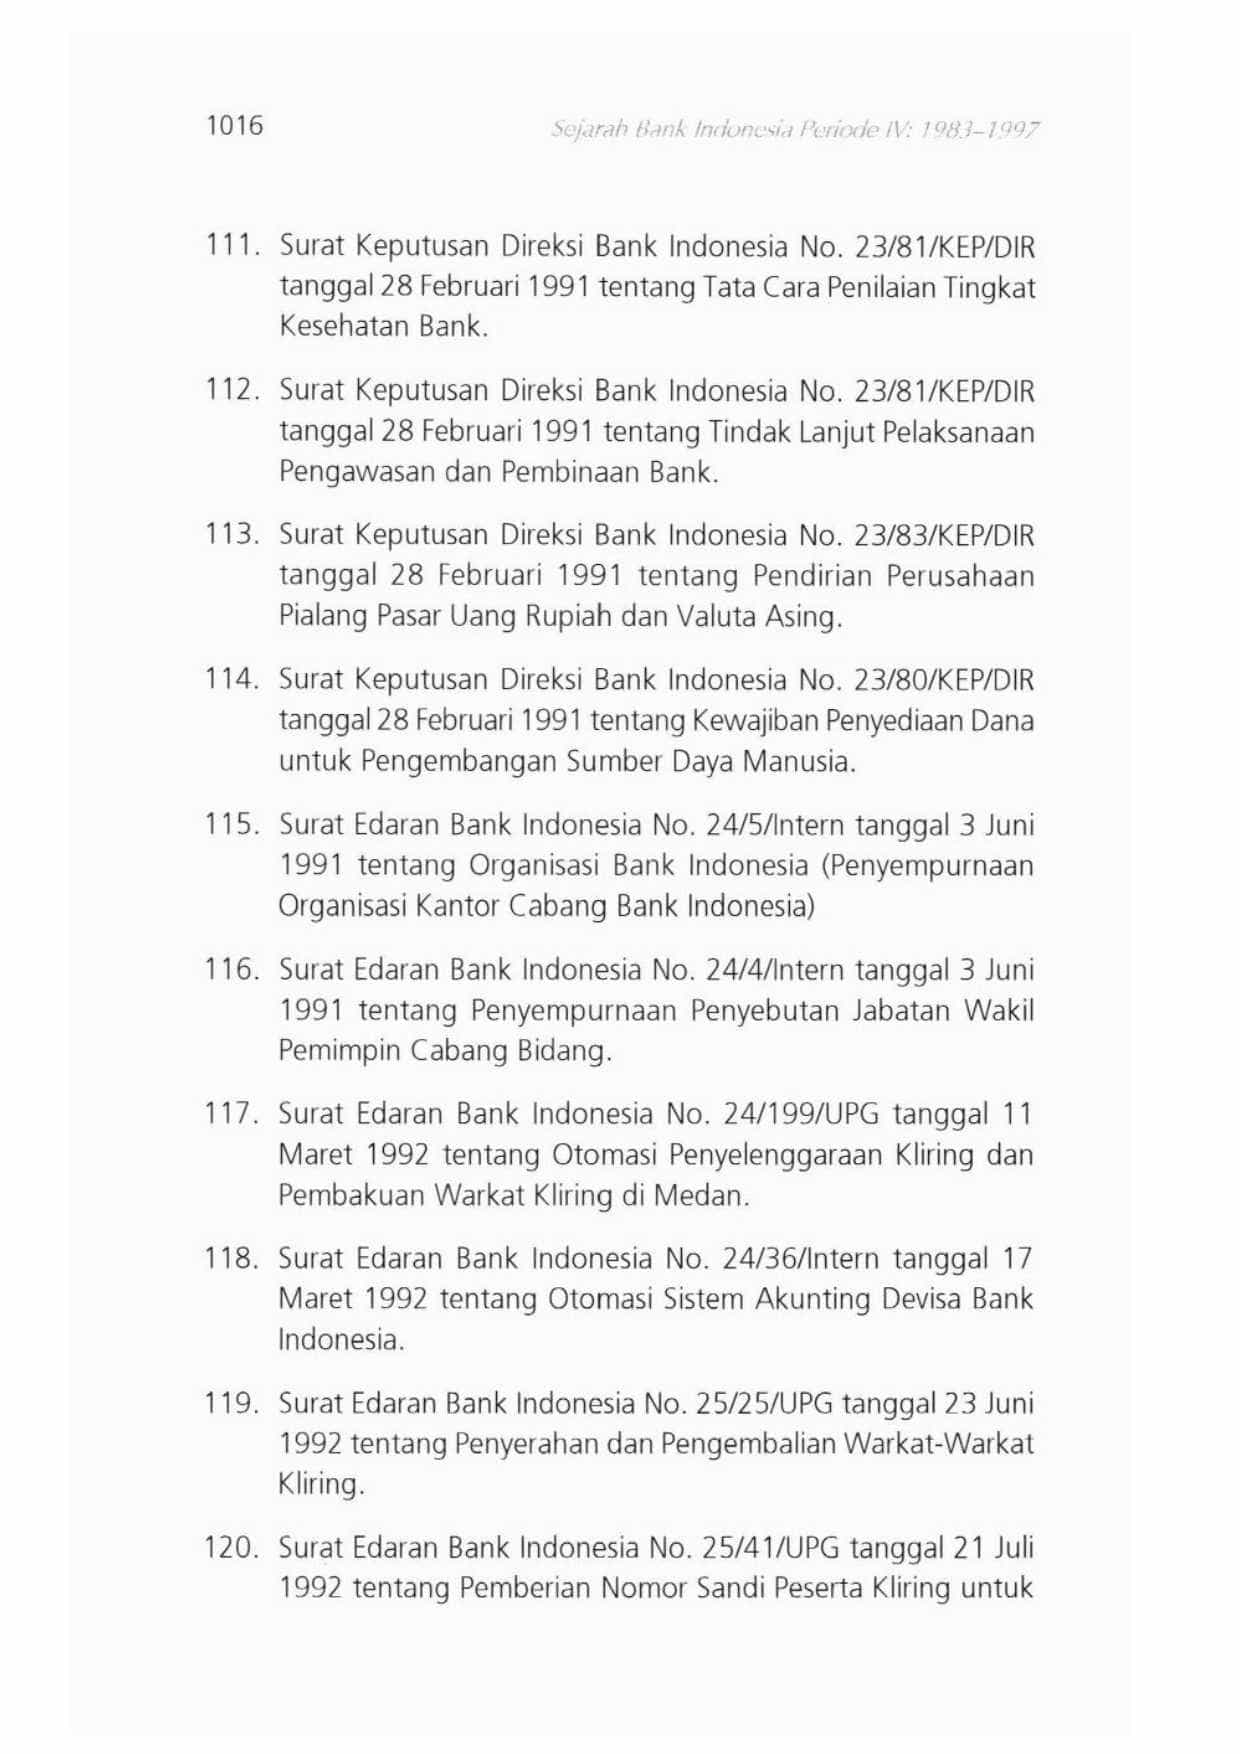 1016
Sejarah Bank Indonesia Periode IV: 1983–1997
111. Surat Keputusan Direksi Bank Indonesia No. 23/81/KEP/DIR
tanggal 28 Februari 1991 tentang Tata Cara Penilaian Tingkat
Kesehatan Bank.
112. Surat Keputusan Direksi Bank Indonesia No. 23/81/KEP/DIR
tanggal 28 Februari 1991 tentang Tindak Lanjut Pelaksanaan
Pengawasan dan Pembinaan Bank.
113. Surat Keputusan Direksi Bank Indonesia No. 23/83/KEP/DIR
tanggal 28 Februari 1991 tentang Pendirian Perusahaan
Pialang Pasar Uang Rupiah dan Valuta Asing.
114. Surat Keputusan Direksi Bank Indonesia No. 23/80/KEP/DIR
tanggal 28 Februari 1991 tentang Kewajiban Penyediaan Dana
untuk Pengembangan Sumber Daya Manusia.
115. Surat Edaran Bank Indonesia No. 24/5/Intern tanggal 3 Juni
1991 tentang Organisasi Bank Indonesia (Penyempurnaan
Organisasi Kantor Cabang Bank Indonesia)
116. Surat Edaran Bank Indonesia No. 24/4/Intern tanggal 3 Juni
1991 tentang Penyempurnaan Penyebutan Jabatan Wakil
Pemimpin Cabang Bidang.
117. Surat Edaran Bank Indonesia No. 24/199/UPG tanggal 11
Maret 1992 tentang Otomasi Penyelenggaraan Kliring dan
Pembakuan Warkat Kliring di Medan.
118. Surat Edaran Bank Indonesia No. 24/36/Intern tanggal 17
Maret 1992 tentang Otomasi Sistem Akunting Devisa Bank
Indonesia.
119. Surat Edaran Bank Indonesia No. 25/25/UPG tanggal 23 Juni
1992 tentang Penyerahan dan Pengembalian Warkat-Warkat
Kliring.
120. Surat Edaran Bank Indonesia No. 25/41/UPG tanggal 21 Juli
1992 tentang Pemberian Nomor Sandi Peserta Kliring untuk